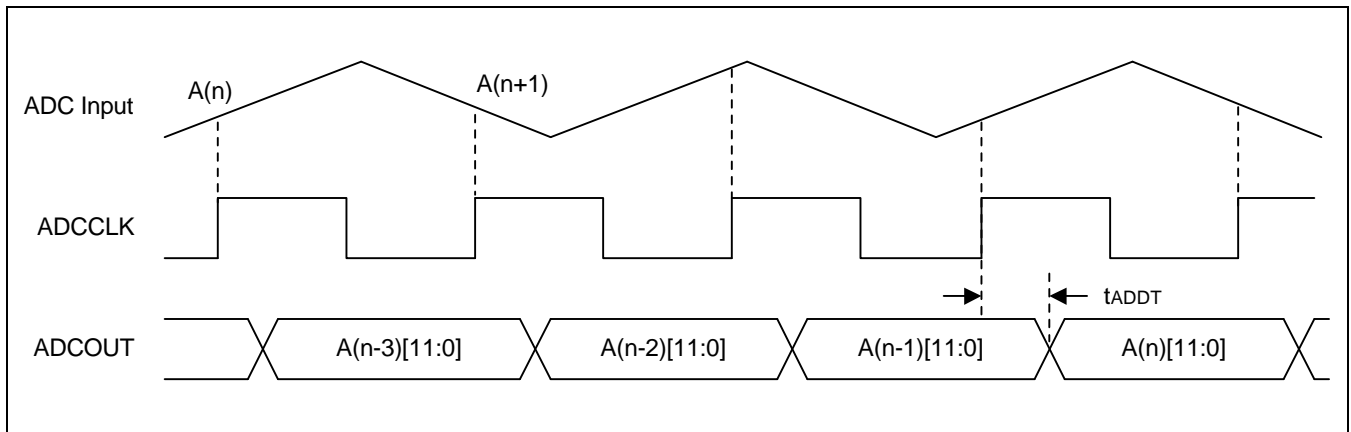 A(n)
A(n+1)
ADC Input
ADCCLK
tADDT
ADCOUT
A(n-3)[11:0]
A(n-2)[11:0]
A(n-1)[11:0]
A(n)[11:0]